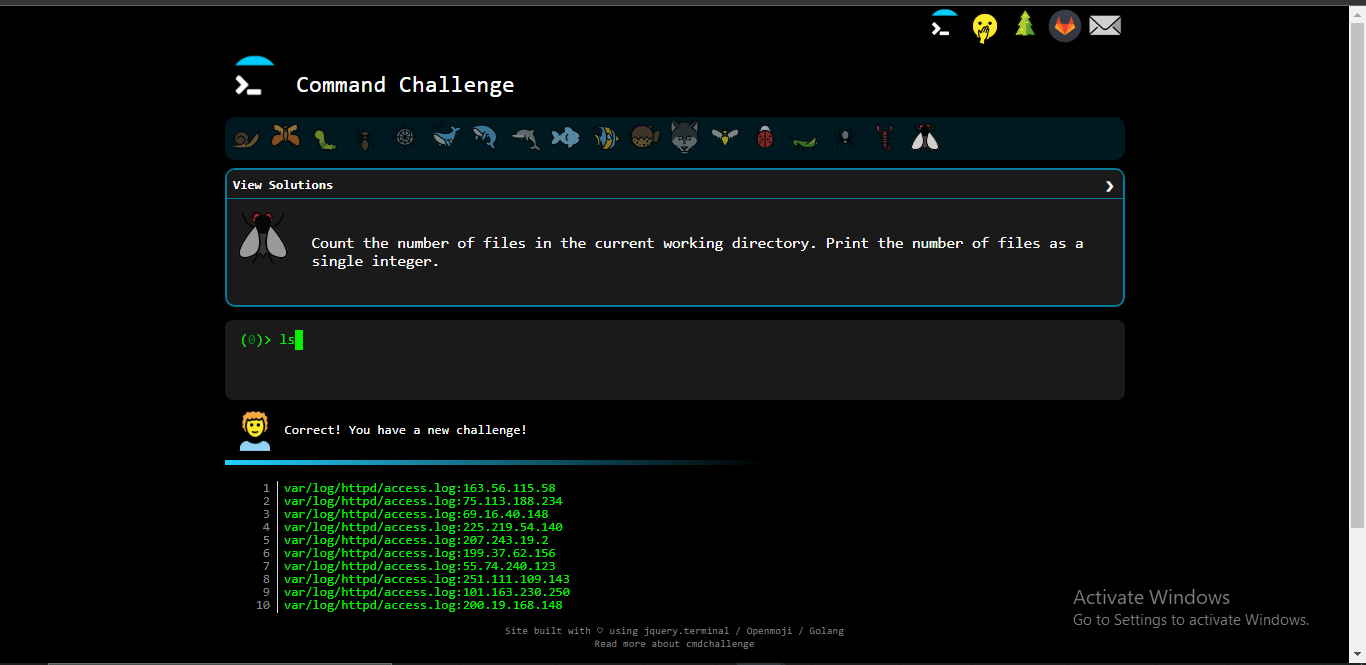 Command Challenge
View Solutions
Count the number of files in the current working directory. Print the number of files as a
single integer.
(0)> ls
Correct! You have a new challenge!
1 var/log/httpd/access.log:163.56.115.58
2 var/log/httpd/access.log:75.113.188.234
3 var/log/httpd/access.log:69.16.40.148
4 var/log/httpd/access.log:225.219.54.140
5 var/log/httpd/access.log:207.243.19.2
6 var/log/httpd/access.log:199.37.62.156
7 var/log/httpd/access.log:55.74.240.123
8 var/log/httpd/access.log:251.111.109.143
9 var/log/httpd/access.log:101.163.230.250
10 var/log/httpd/access.log:200.19.168.148
Activate Windows
Go to Settings to activate Windows.
Site built with ♡ using jquery.terminal / Openmoji / Golang
Read more about cmdchallenge